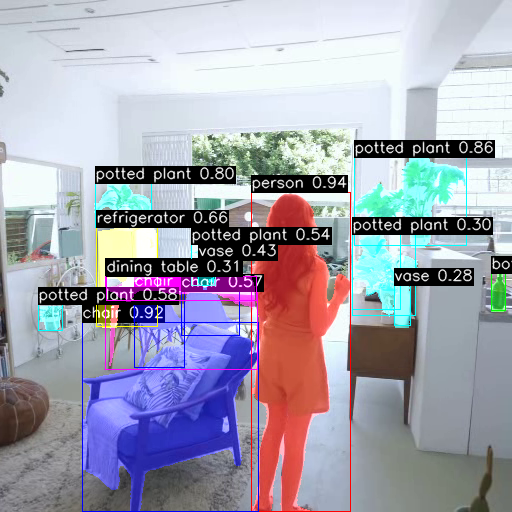 potted plant 0.86
potted plant 0.80
person 0.94
refrigerator 0.66
potted plant 0.30
potted plant 0.54
vase 0.43
dining table 0.31
vase 0.28
bo
chair chair 0.57
potted plant 0.58
chair 0.92